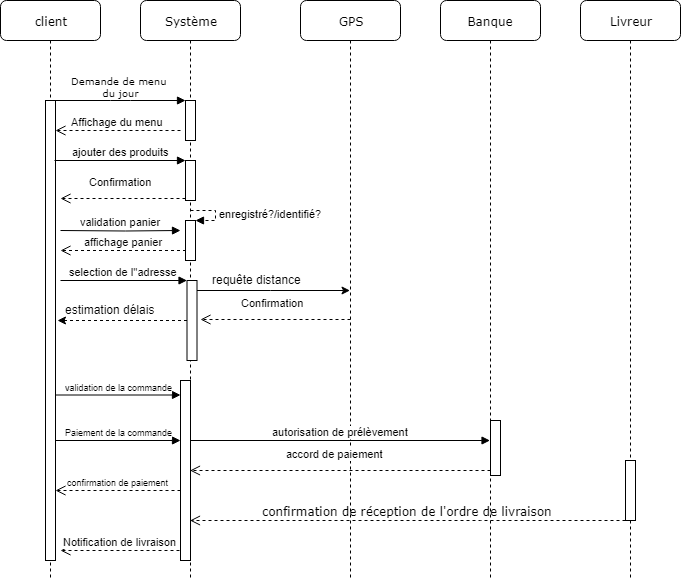 client
Système
GPS
Banque
Livreur
Demande de menu
du jour
Affichage du menu
ajouter des produits
Confirmation
enregistré?/identifié?
validation panier
affichage panier
selection de l"adresse
requête distance
Confirmation
estimation délais
validation de la commande
Paiement de la commande
autorisation de prélèvement
accord de paiement
confirmation de paiement
confirmation de réception de l'ordre de livraison
Notification de livraison